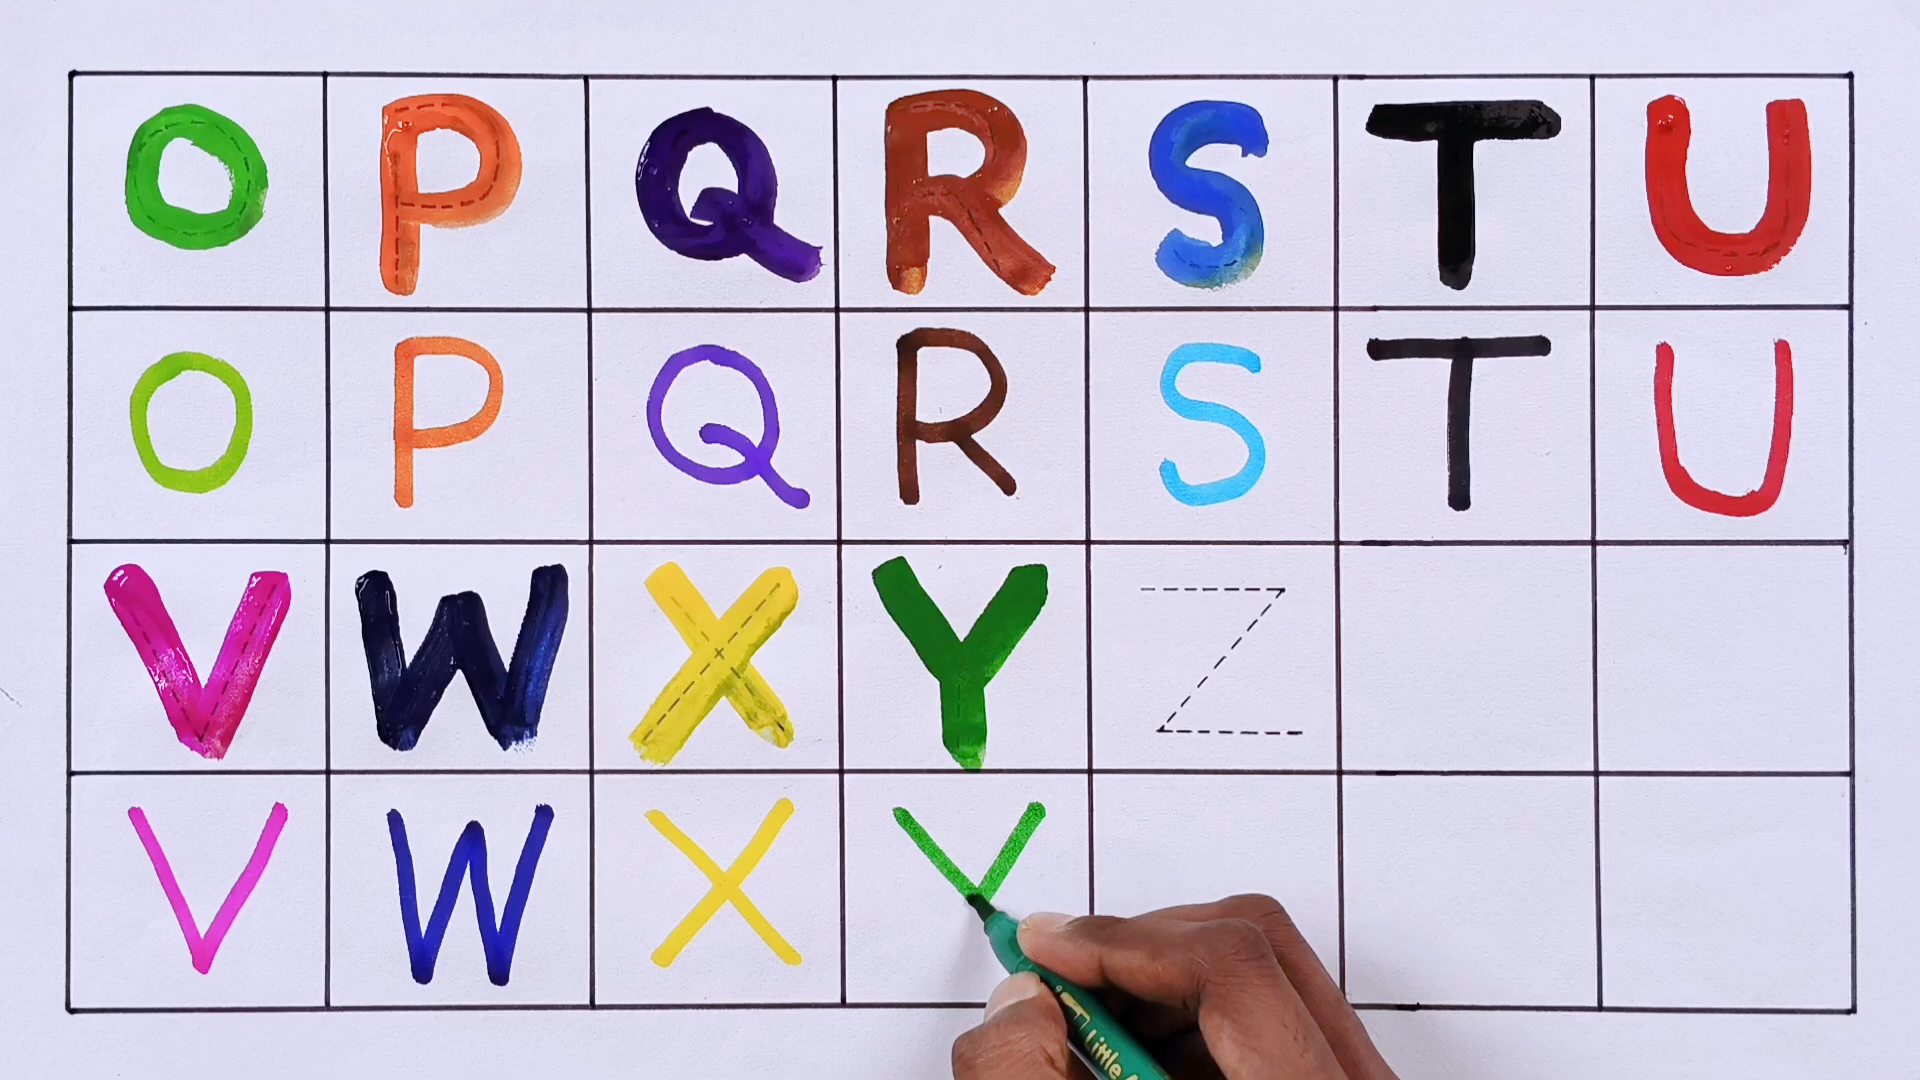 O P Q R S T U
O P Q R S T U
V W X Y Z
V W X Y
Little